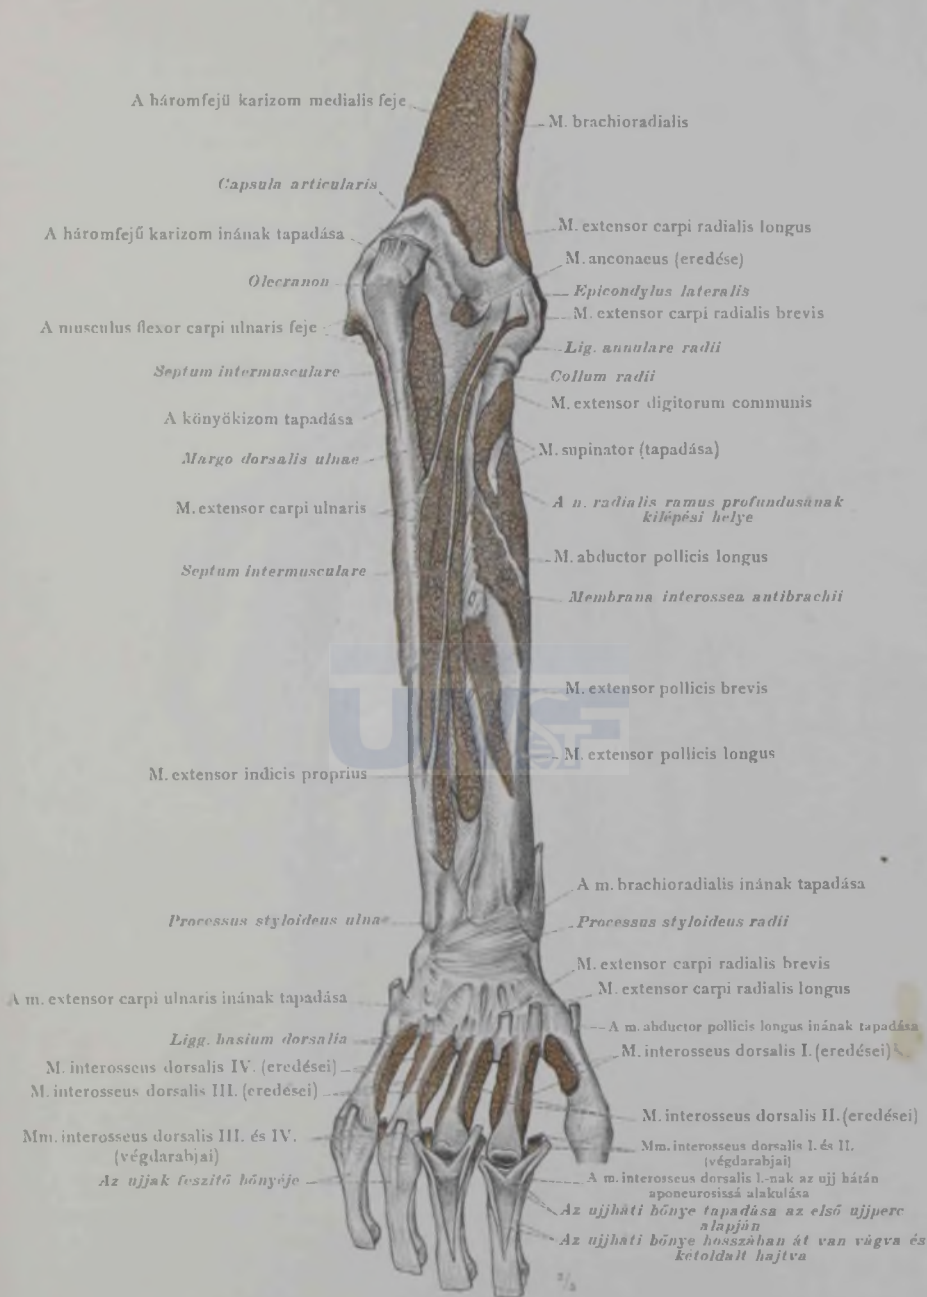 A háromfejű karizom medialis feje
M. brachioradialis
Capsula articularis
A háromfejű karizom inának tapadása
M. extensor carpi radialis longus
M. anconaeus (eredése)
Olecranon
Epicondylus lateralis
A musculus flexor carpi ulnaris feje
M. extensor carpi radialis brevis
Lig. annulare radii
Septum intermusculare
Collum radii
M. extensor digitorum communis
A könyökizom tapadása
M. supinator (tapadása)
Margo dorsalis ulnae
M. extensor carpi ulnaris
A n. radialis ramus profundusának
kilépési helye
M. abductor pollicis longus
Septum intermusculare
Membrana interossea antibrachii
M. extensor pollicis brevis
M. extensor pollicis longus
M. extensor indicis proprius
A m. brachioradialis inának tapadása
Processus styloideus ulnae
Processus styloideus radii
M. extensor carpi radialis brevis
M. extensor carpi radialis longus
A m. extensor carpi ulnaris inának tapadása
A m. abductor pollicis longus inának tapadása
Ligg. basium dorsalia
M. interosseus dorsalis I. (eredései)
M. interosseus dorsalis IV. (eredései)
M. interosseus dorsalis III. (eredései)
M. interosseus dorsalis II. (eredései)
Mm. interosseus dorsalis III. és IV.
(végdarabjai)
Mm. interosseus dorsalis I. és II.
(végdarabjai)
Az ujjak feszítő bőnyéje
A m. interosseus dorsalis I.-nak az ujj hátán
aponeurosissá alakulása
Az ujjháti bőnye tapadása az első ujjperc
alapján
Az ujjháti bőnye hosszában át van vágva és
kétoldalt hajtva